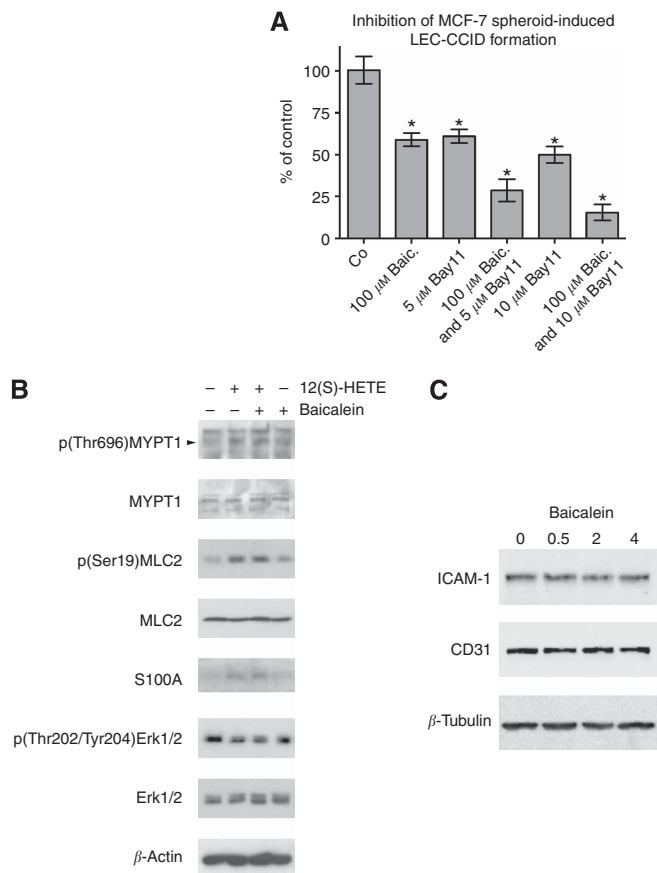 A
Inhibition of MCF-7 spheroid-induced
LEC-CCID formation
% of control
100
75
50
25
0
* * * * *
Co
100 μM Baic.
5 μM Bay11
100 μM Baic.
and 5 μM Bay11
10 μM Bay11
100 μM Baic.
and 10 μM Bay11
B
– + + – 12(S)-HETE
– – + + Baicalein
p(Thr696)MYPT1
MYPT1
p(Ser19)MLC2
MLC2
S100A
p(Thr202/Tyr204)Erk1/2
Erk1/2
β-Actin
C
Baicalein
0 0.5 2 4
ICAM-1
CD31
β-Tubulin